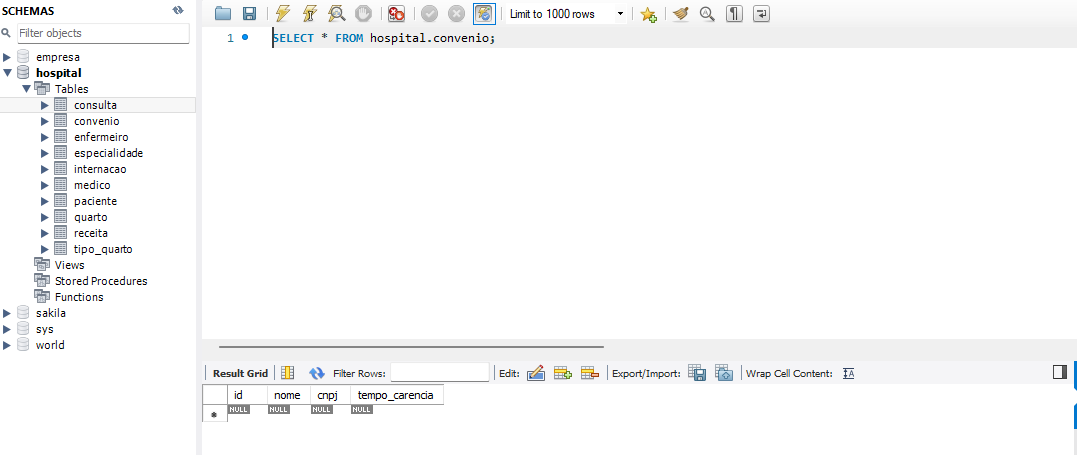 SCHEMAS
Filter objects
empresa
hospital
Tables
consulta
convenio
enfermeiro
especialidade
internacao
medico
paciente
quarto
receita
tipo_quarto
Views
Stored Procedures
Functions
sakila
sys
world
Limit to 1000 rows
1 SELECT * FROM hospital.convenio;
Result Grid Filter Rows: Edit: Export/Import: Wrap Cell Content:
id nome cnpj tempo_carencia
NULL NULL NULL NULL